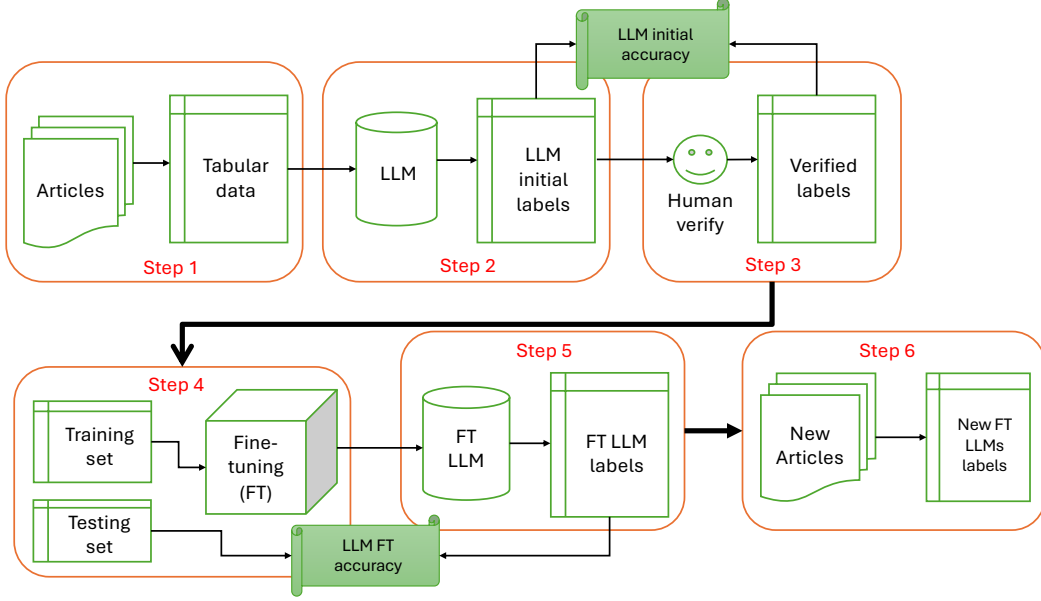 LLM initial
accuracy
Articles
Tabular
data
Step 1
LLM
LLM
initial
labels
Step 2
Human
verify
Verified
labels
Step 3
Step 4
Training
set
Fine-
tuning
(FT)
Testing
set
LLM FT
accuracy
Step 5
FT
LLM
FT LLM
labels
Step 6
New
Articles
New FT
LLMs
labels